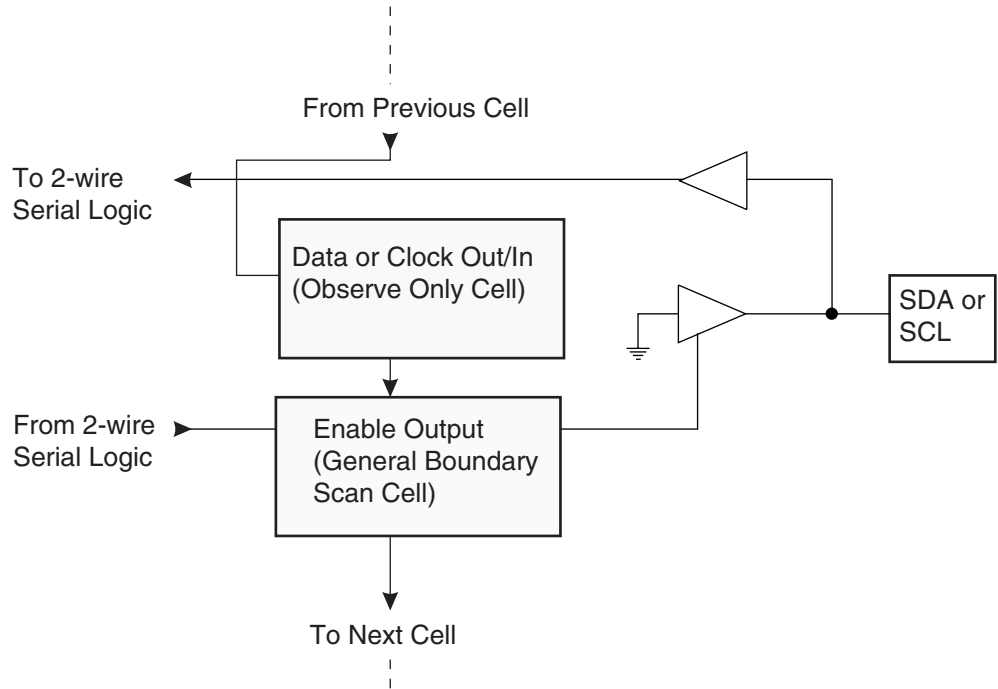 From Previous Cell
To 2-wire
Serial Logic
Data or Clock Out/In
(Observe Only Cell)
SDA or
SCL
From 2-wire
Serial Logic
Enable Output
(General Boundary
Scan Cell)
To Next Cell